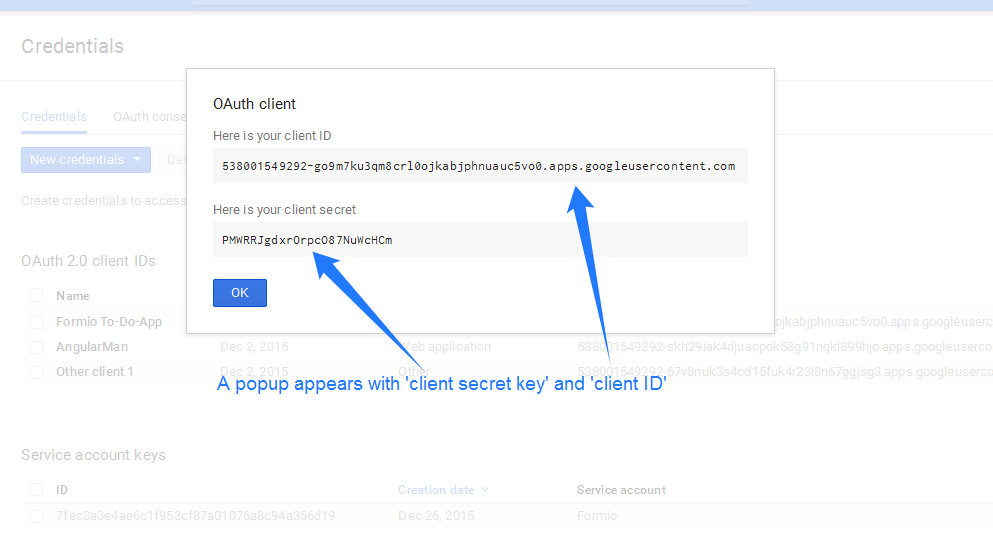 Credentials
Credentials OAuth conse
New credentials De
Create credentials to access
OAuth client
Here is your client ID
538001549292-go9m7ku3qm8crl0ojkabjphnuauc5vo0.apps.googleusercontent.com
Here is your client secret
PMWRRJgdxrOrpcO87NuWcHCm
OK
OAuth 2.0 client IDs
Name
Formio To-Do-App ojkabjphnuauc5vo0.apps.googleuserco
AngularMan Dec 2, 2015 Web application 538001549292-skh29iak4djuacpok58g91nqkl899hjo.apps.googleuserco
Other client 1 Dec 2, 2015 Other 538001549292-67v8nuk3s4cd15fuk4r23i8n67ggjsg3.apps.googleuserconte
A popup appears with 'client secret key' and 'client ID'
Service account keys
ID Creation date Service account
7fec3a3e4ae6c1f953cf87a01076a8c94a356d19 Dec 26, 2015 Formio